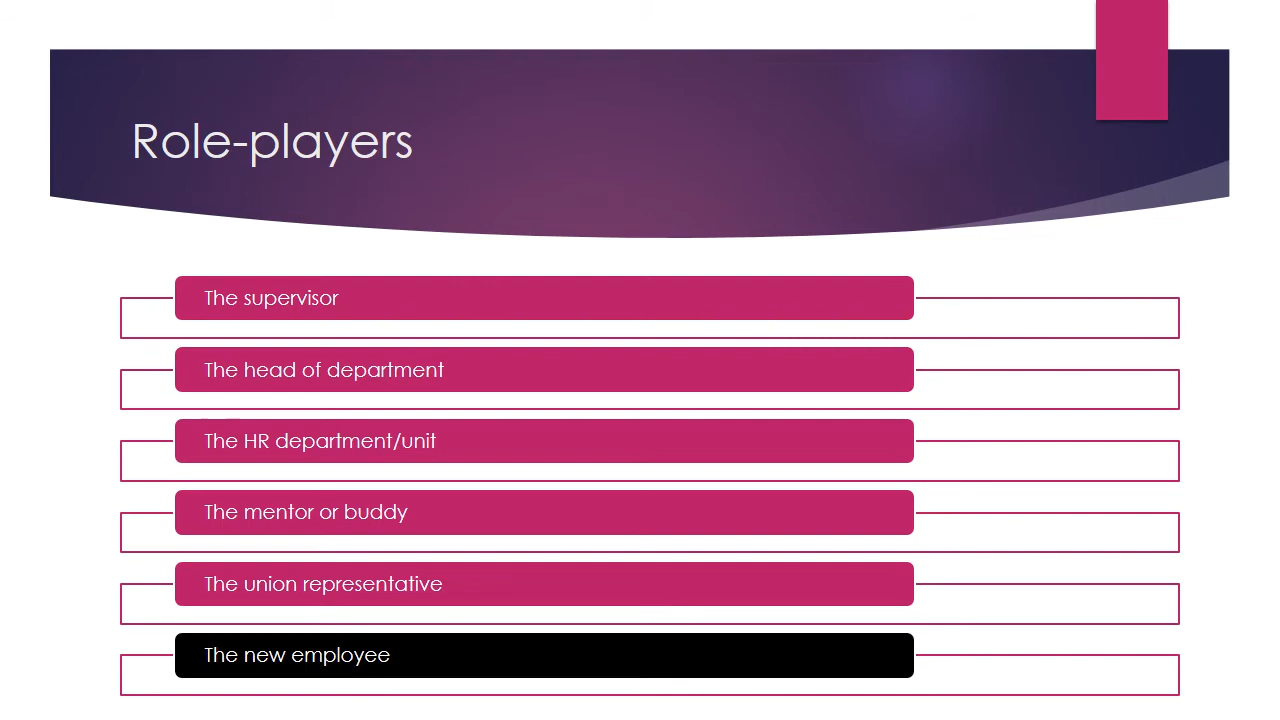 Role-players
The supervisor
The head of department
The HR department/unit
The mentor or buddy
The union representative
The new employee